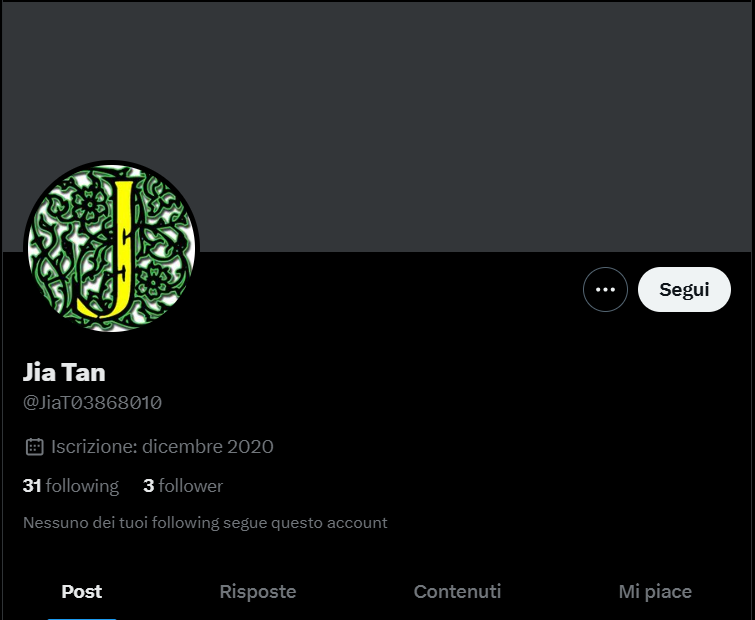 J
Segui
Jia Tan
@JiaT03868010
Iscrizione: dicembre 2020
31 following 3 follower
Nessuno dei tuoi following segue questo account
Post Risposte Contenuti Mi piace